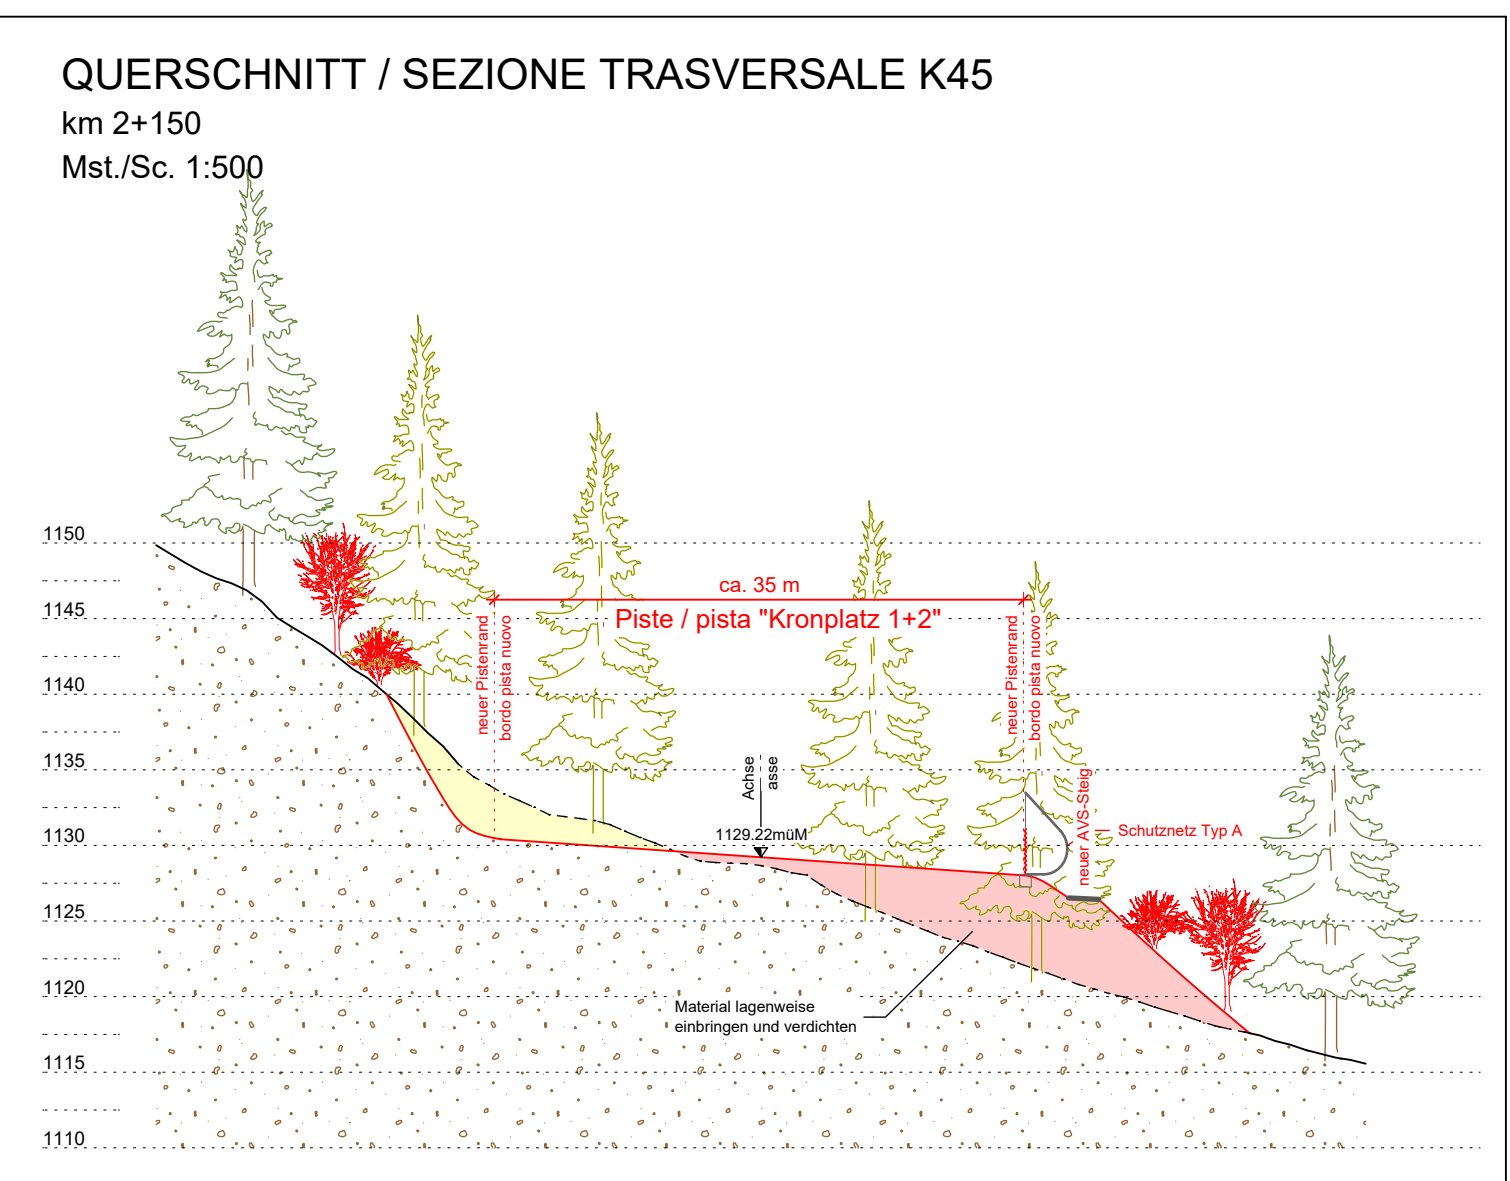 QUERSCHNITT / SEZIONE TRASVERSALE K45
km 2+150
Mst./Sc. 1:500
1150
1145
1140
1135
1130
1125
1120
1115
1110
ca. 35 m
Piste / pista "Kronplatz 1+2"
neuer Pistenrand
bordo pista nuovo
neuer Pistenrand
bordo pista nuovo
Achse
asse
1129.22müM
neuer AVS-Steig
Schutznetz Typ A
Material lagenweise
einbringen und verdichten